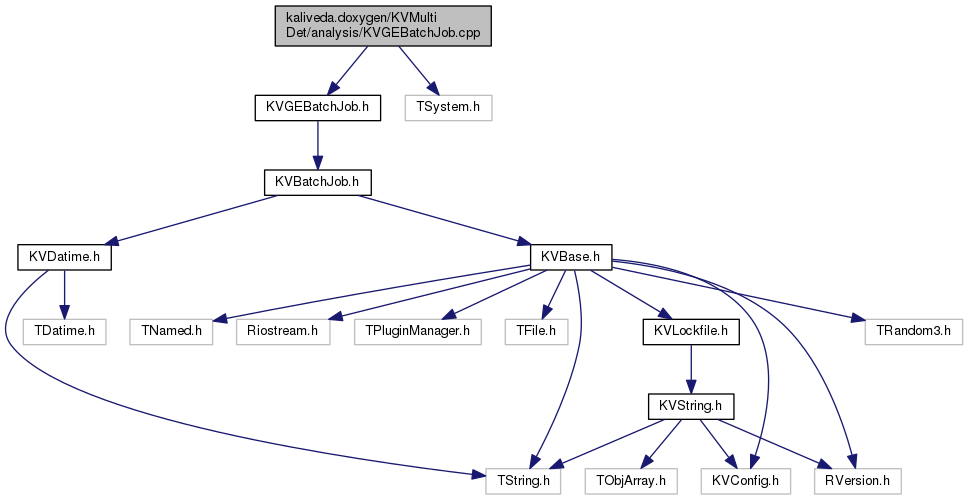 kaliveda.doxygen/KVMulti
Det/analysis/KVGEBatchJob.cpp
KVGEBatchJob.h
TSystem.h
KVBatchJob.h
KVDatime.h
KVBase.h
TDatime.h
TNamed.h
Riostream.h
TPluginManager.h
TFile.h
KVLockfile.h
TRandom3.h
KVString.h
TString.h
TObjArray.h
KVConfig.h
RVersion.h